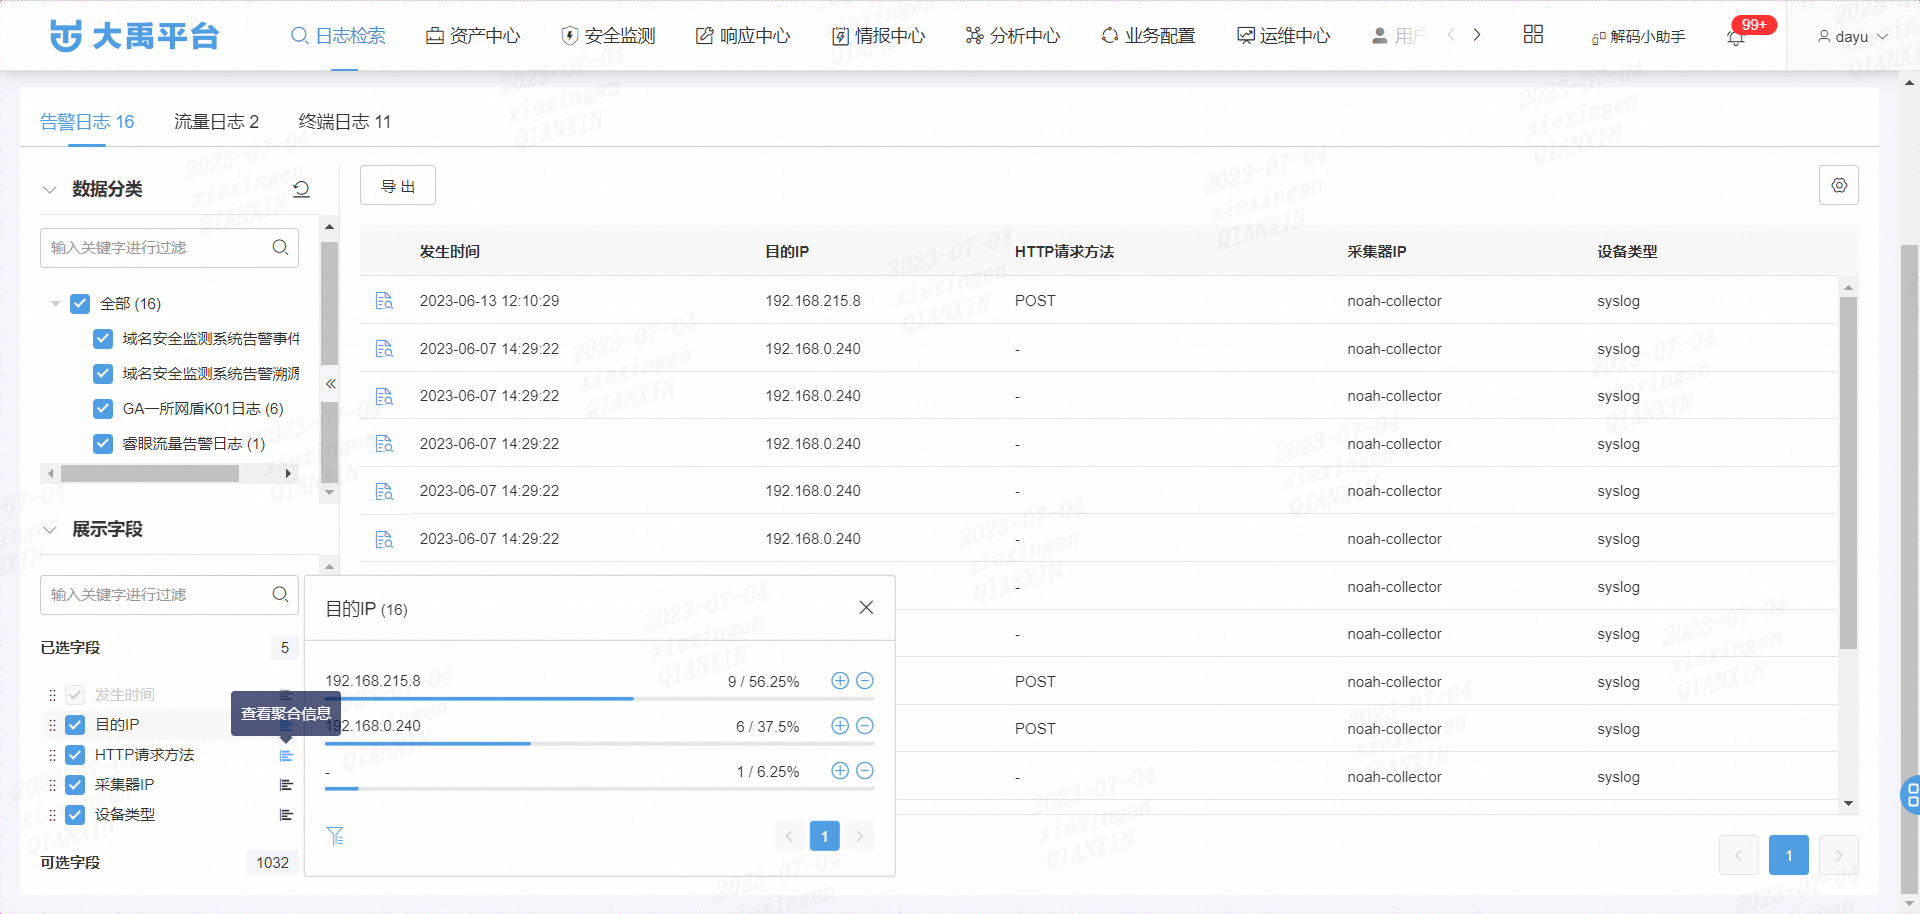 大禹平台
日志检索
资产中心
安全监测
响应中心
情报中心
分析中心
业务配置
运维中心
用户
解码小助手
99+
dayu
告警日志 16
流量日志 2
终端日志 11
数据分类
输入关键字进行过滤
全部 (16)
域名安全监测系统告警事件
域名安全监测系统告警溯源
GA一所网盾K01日志 (6)
睿眼流量告警日志 (1)
展示字段
输入关键字进行过滤
已选字段 5
发生时间
目的IP
HTTP请求方法
采集器IP
设备类型
可选字段 1032
查看聚合信息
导出
发生时间 目的IP HTTP请求方法 采集器IP 设备类型
2023-06-13 12:10:29 192.168.215.8 POST noah-collector syslog
2023-06-07 14:29:22 192.168.0.240 - noah-collector syslog
2023-06-07 14:29:22 192.168.0.240 - noah-collector syslog
2023-06-07 14:29:22 192.168.0.240 - noah-collector syslog
2023-06-07 14:29:22 192.168.0.240 - noah-collector syslog
2023-06-07 14:29:22 192.168.0.240 - noah-collector syslog
- noah-collector syslog
- noah-collector syslog
POST noah-collector syslog
POST noah-collector syslog
- noah-collector syslog
目的IP (16)
192.168.215.8 9 / 56.25%
192.168.0.240 6 / 37.5%
- 1 / 6.25%
1
1
2023-07-04
xiexingen
QIANXIN